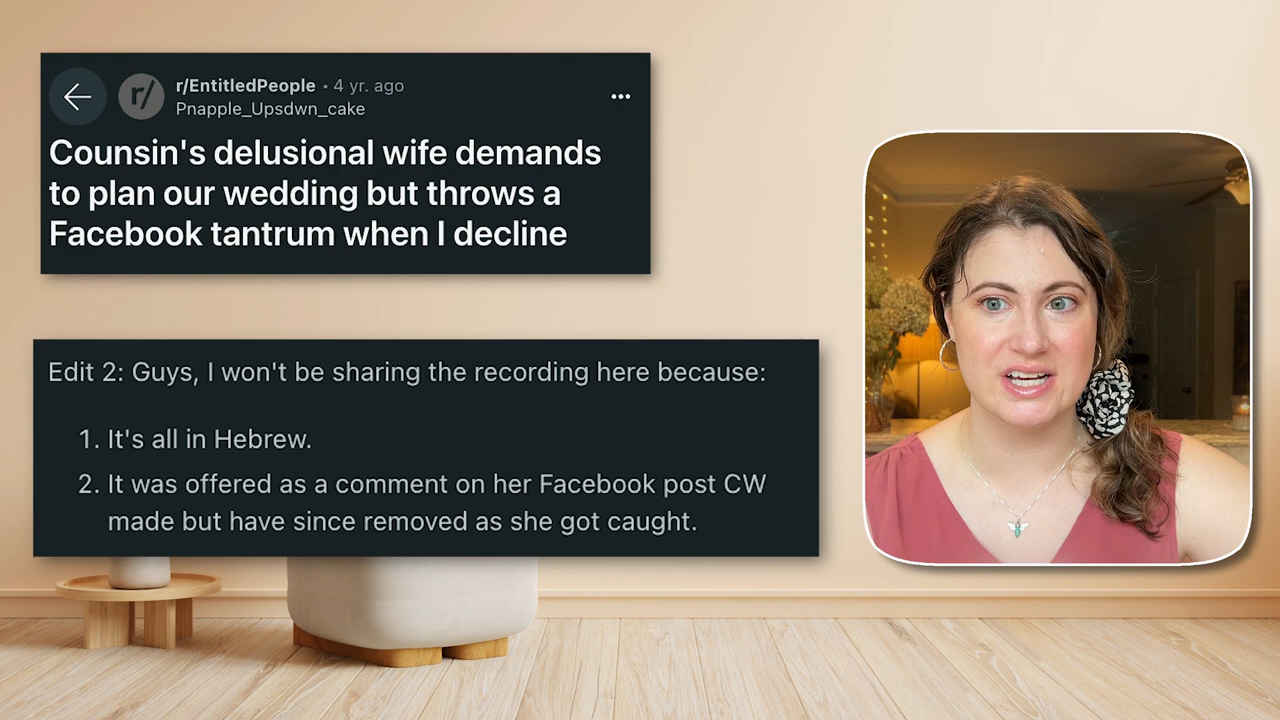 r/EntitledPeople • 4 yr. ago
Pnapple_Upsdwn_cake
Counsin's delusional wife demands
to plan our wedding but throws a
Facebook tantrum when I decline
Edit 2: Guys, I won't be sharing the recording here because:
1. It's all in Hebrew.
2. It was offered as a comment on her Facebook post CW
made but have since removed as she got caught.